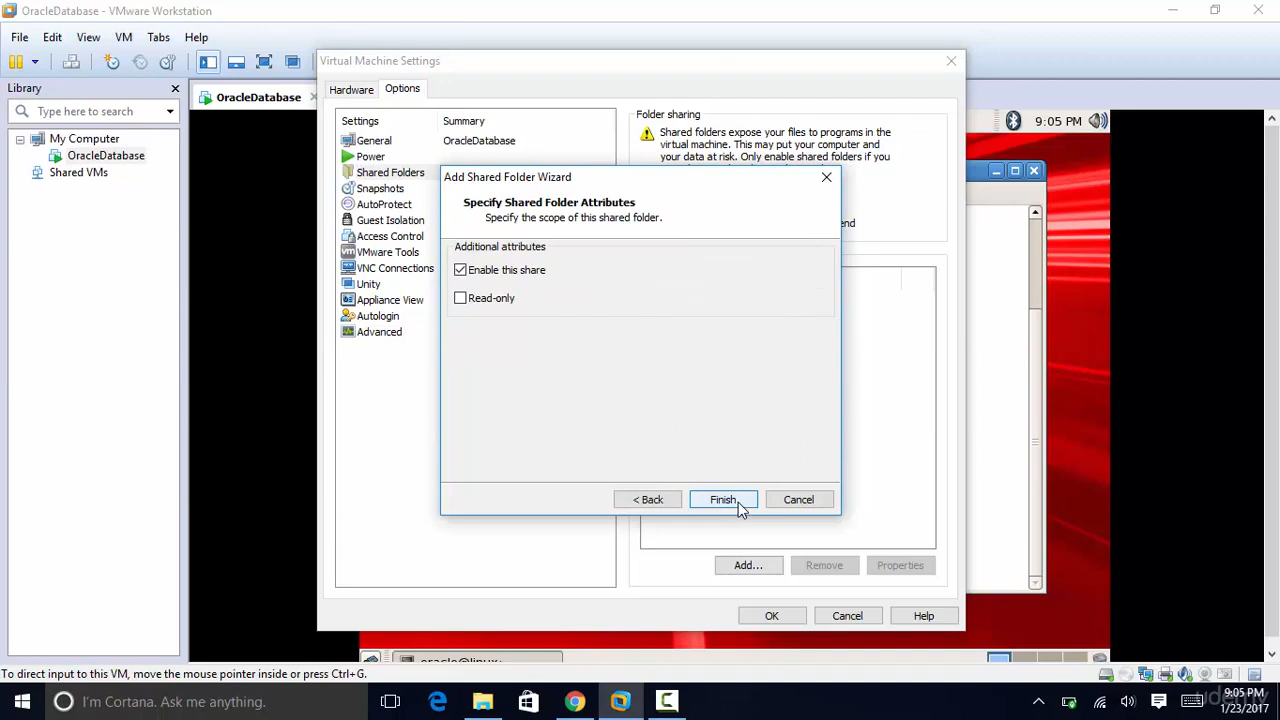 OracleDatabase - VMware Workstation
File Edit View VM Tabs Help
Library
Type here to search
My Computer
OracleDatabase
Shared VMs
OracleDatabase
9:05 PM
Virtual Machine Settings
Hardware Options
Settings Summary
General OracleDatabase
Power
Shared Folders
Snapshots
AutoProtect
Guest Isolation
Access Control
VMware Tools
VNC Connections
Unity
Appliance View
Autologin
Advanced
Folder sharing
Shared folders expose your files to programs in the
virtual machine. This may put your computer and
your data at risk. Only enable shared folders if you
Add Shared Folder Wizard
Specify Shared Folder Attributes
Specify the scope of this shared folder.
Additional attributes
Enable this share
Read-only
< Back Finish Cancel
Add... Remove Properties
OK Cancel Help
oracle@linux:
To direct input to this VM, move the mouse pointer inside or press Ctrl+G.
I'm Cortana. Ask me anything.
9:05 PM
1/23/2017
udemy